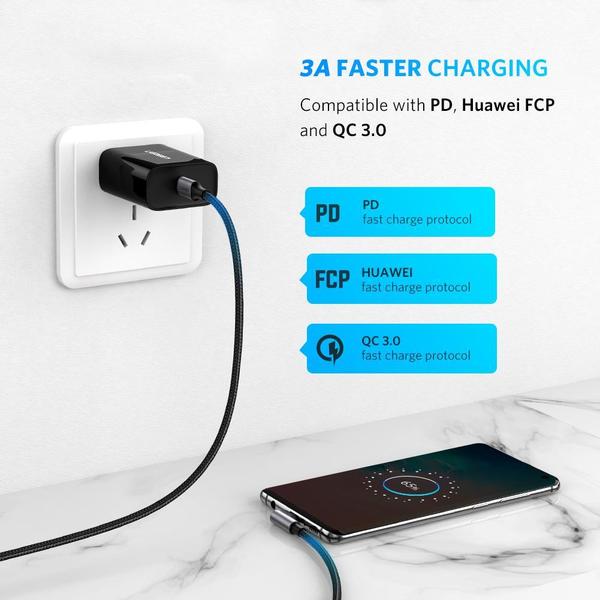 3A FASTER CHARGING
Compatible with PD, Huawei FCP
and QC 3.0
PD
PD
fast charge protocol
FCP
HUAWEI
fast charge protocol
QC 3.0
fast charge protocol
65%